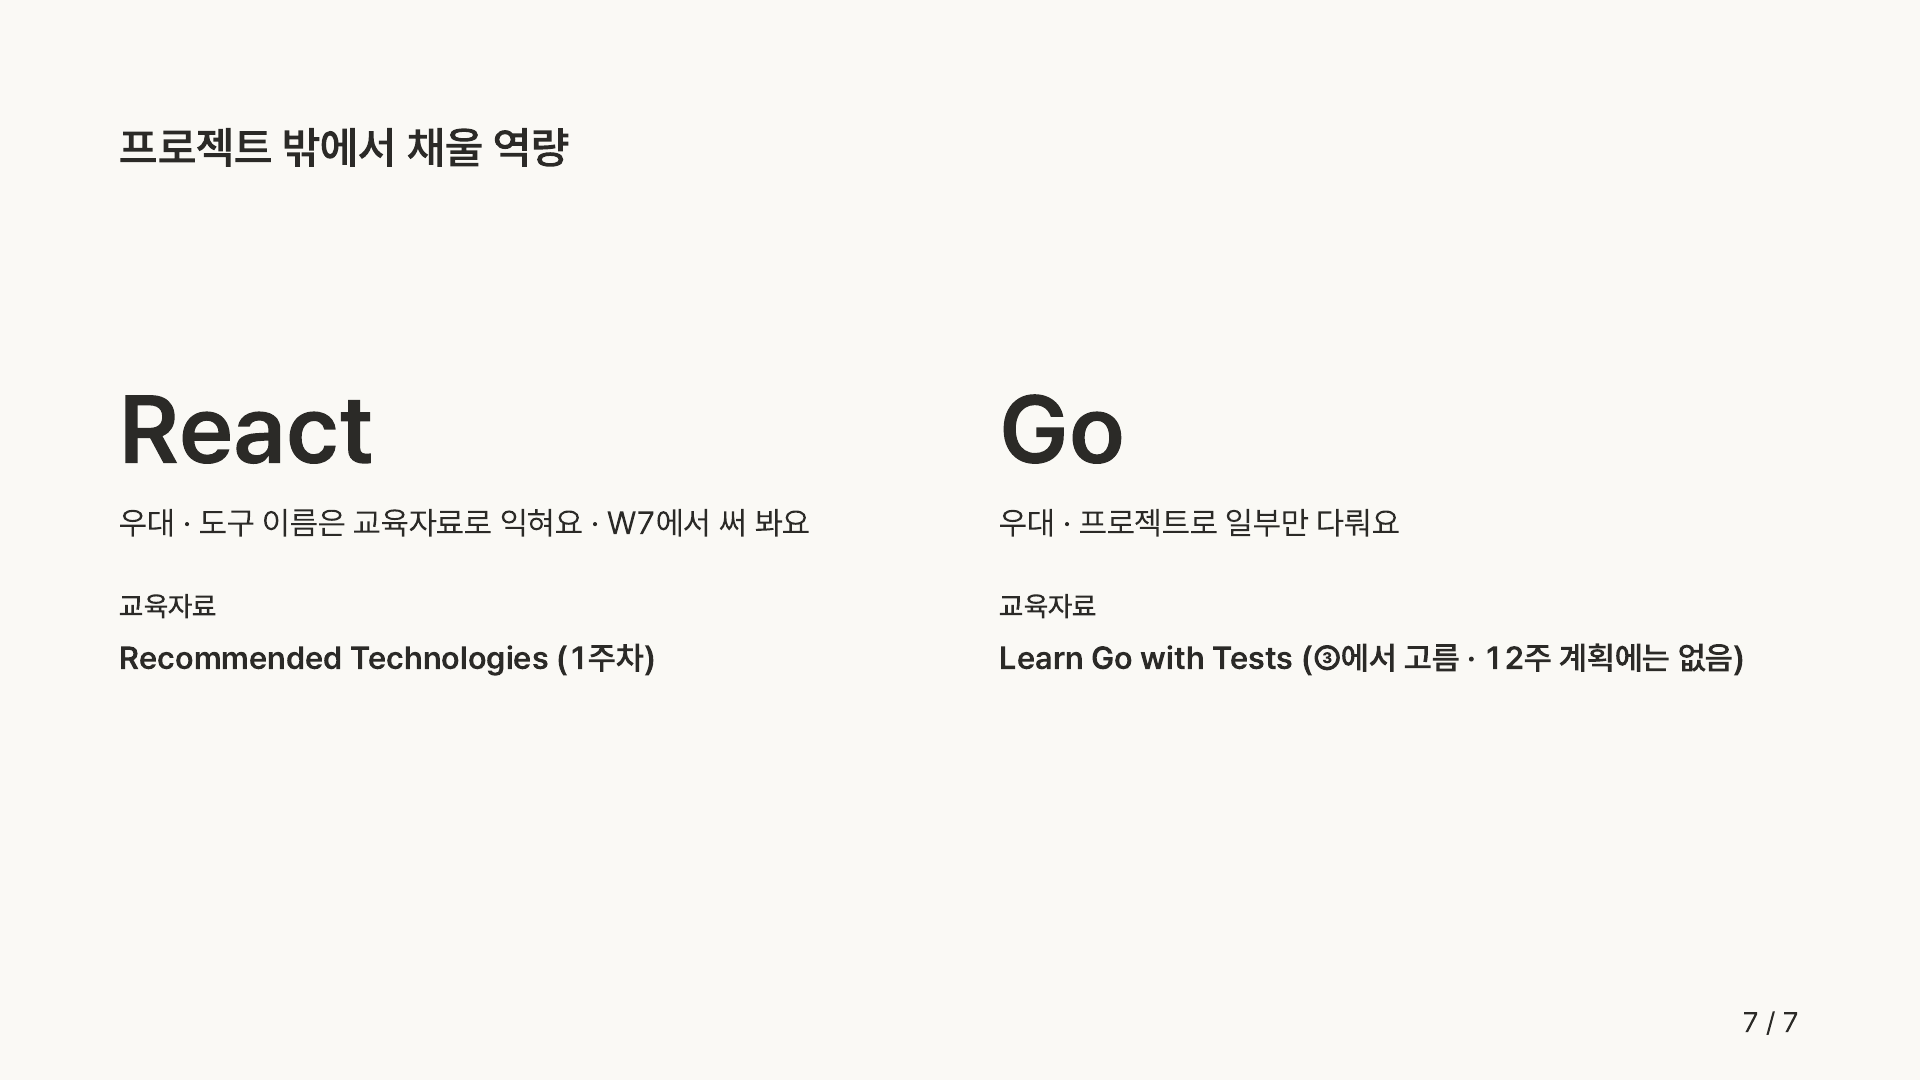 프로젝트 밖에서 채울 역량
React
우대 · 도구 이름은 교육자료로 익혀요 · W7에서 써 봐요
교육자료
Recommended Technologies (1주차)
Go
우대 · 프로젝트로 일부만 다뤄요
교육자료
Learn Go with Tests (③에서 고름 · 12주 계획에는 없음)
7 / 7